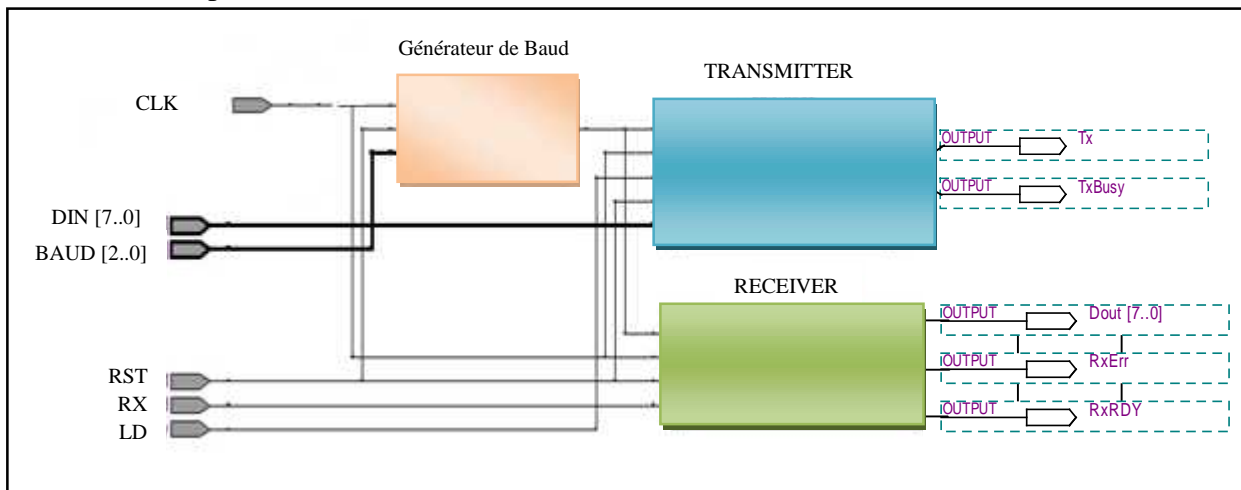 Générateur de Baud
TRANSMITTER
CLK
OUTPUT Tx
OUTPUT TxBusy
DIN [7..0]
BAUD [2..0]
RECEIVER
OUTPUT Dout [7..0]
OUTPUT RxErr
OUTPUT RxRDY
RST
RX
LD